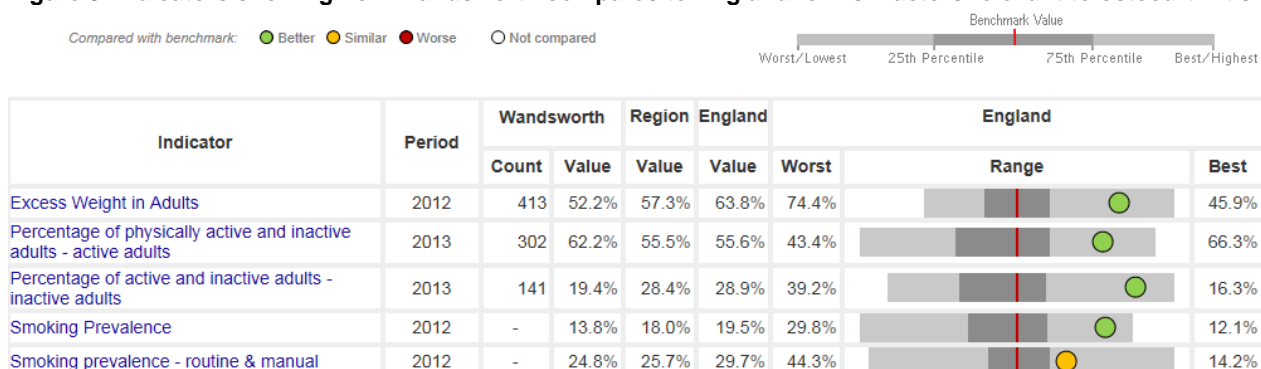 Compared with benchmark: Better Similar Worse Not compared
Benchmark Value
Worst/Lowest 25th Percentile 75th Percentile Best/Highest
Indicator Period Wandsworth Region England England
Count Value Value Value Worst Range Best
Excess Weight in Adults 2012 413 52.2% 57.3% 63.8% 74.4% 45.9%
Percentage of physically active and inactive
adults - active adults 2013 302 62.2% 55.5% 55.6% 43.4% 66.3%
Percentage of active and inactive adults -
inactive adults 2013 141 19.4% 28.4% 28.9% 39.2% 16.3%
Smoking Prevalence 2012 - 13.8% 18.0% 19.5% 29.8% 12.1%
Smoking prevalence - routine & manual 2012 - 24.8% 25.7% 29.7% 44.3% 14.2%